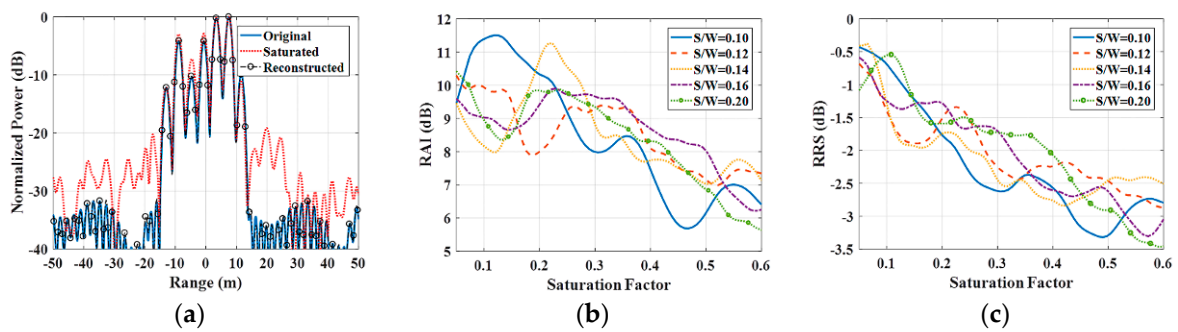 Normalized Power (dB)
0
-10
-20
-30
-40
-50 -40 -30 -20 -10 0 10 20 30 40 50
Range (m)
Original
Saturated
Reconstructed
(a)
RAI (dB)
12
11
10
9
8
7
6
5
0.1 0.2 0.3 0.4 0.5 0.6
Saturation Factor
S/W=0.10
S/W=0.12
S/W=0.14
S/W=0.16
S/W=0.20
(b)
RRS (dB)
0
-0.5
-1
-1.5
-2
-2.5
-3
-3.5
0.1 0.2 0.3 0.4 0.5 0.6
Saturation Factor
S/W=0.10
S/W=0.12
S/W=0.14
S/W=0.16
S/W=0.20
(c)